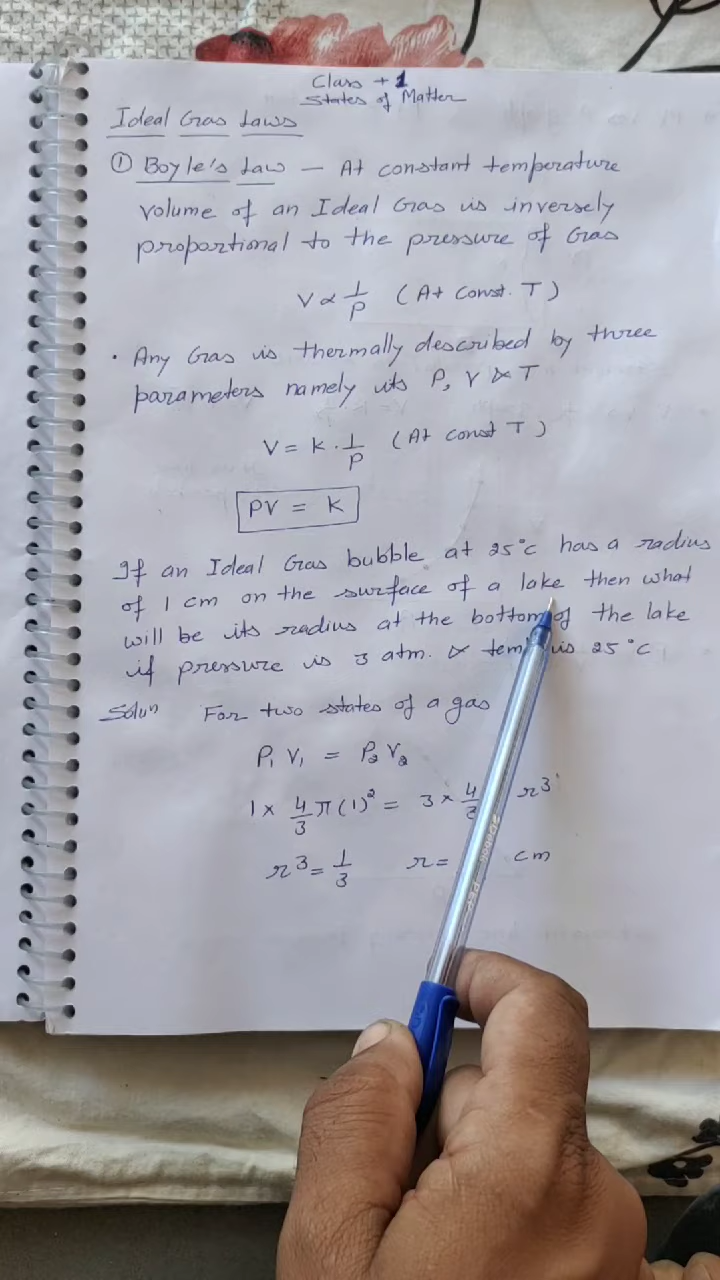 Class + 1
States of Matter
Ideal Gas Laws
① Boyle's Law — At constant temperature
volume of an Ideal Gas is inversely
proportional to the pressure of Gas
V ∝ 1/P (At Const. T)
• Any Gas is thermally described by three
parameters namely its P, V & T
V = K · 1/P (At const T)
PV = K
If an Ideal Gas bubble at 25°C has a radius
of 1 cm on the surface of a lake then what
will be its radius at the bottom of the lake
if pressure is 3 atm. & tem is 25°C
Solun For two states of a gas
P₁ V₁ = P₂ V₂
1 × 4/3 π (1)² = 3 × 4/3 r³
r³ = 1/3 r = cm